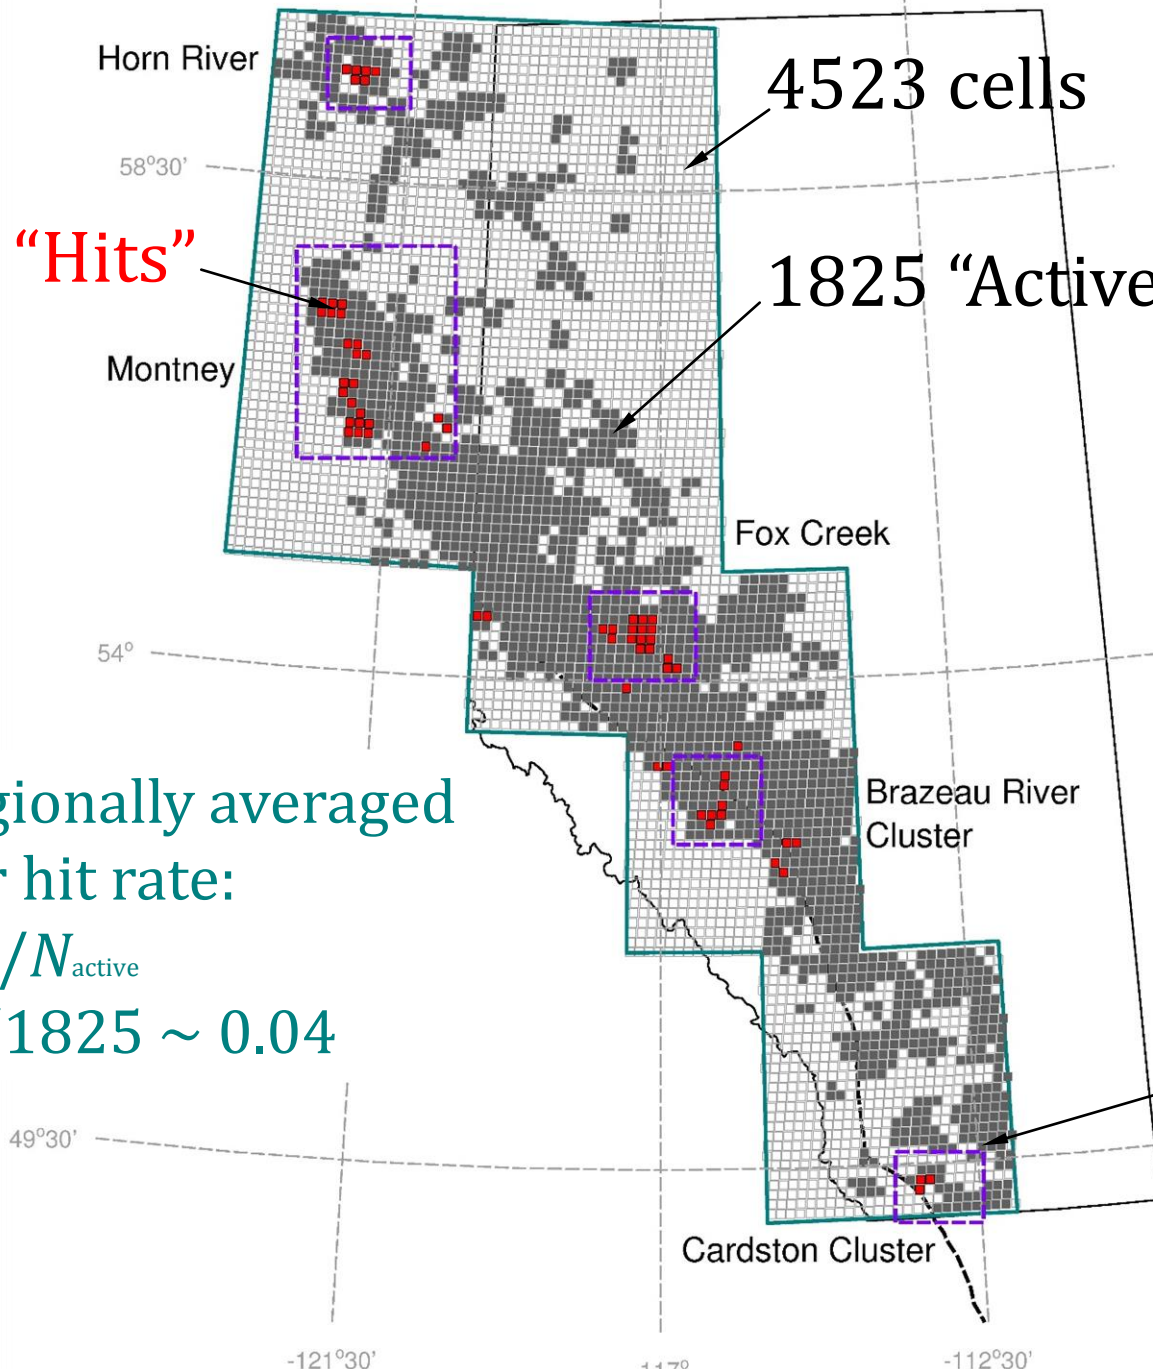 Horn River
4523 cells
58°30'
“Hits”
1825 “Active
Montney
Fox Creek
54°
gionally averaged
Brazeau River
Cluster
hit rate:
/N active
1825 ~ 0.04
49°30'
Cardston Cluster
-121°30'
-112°30'